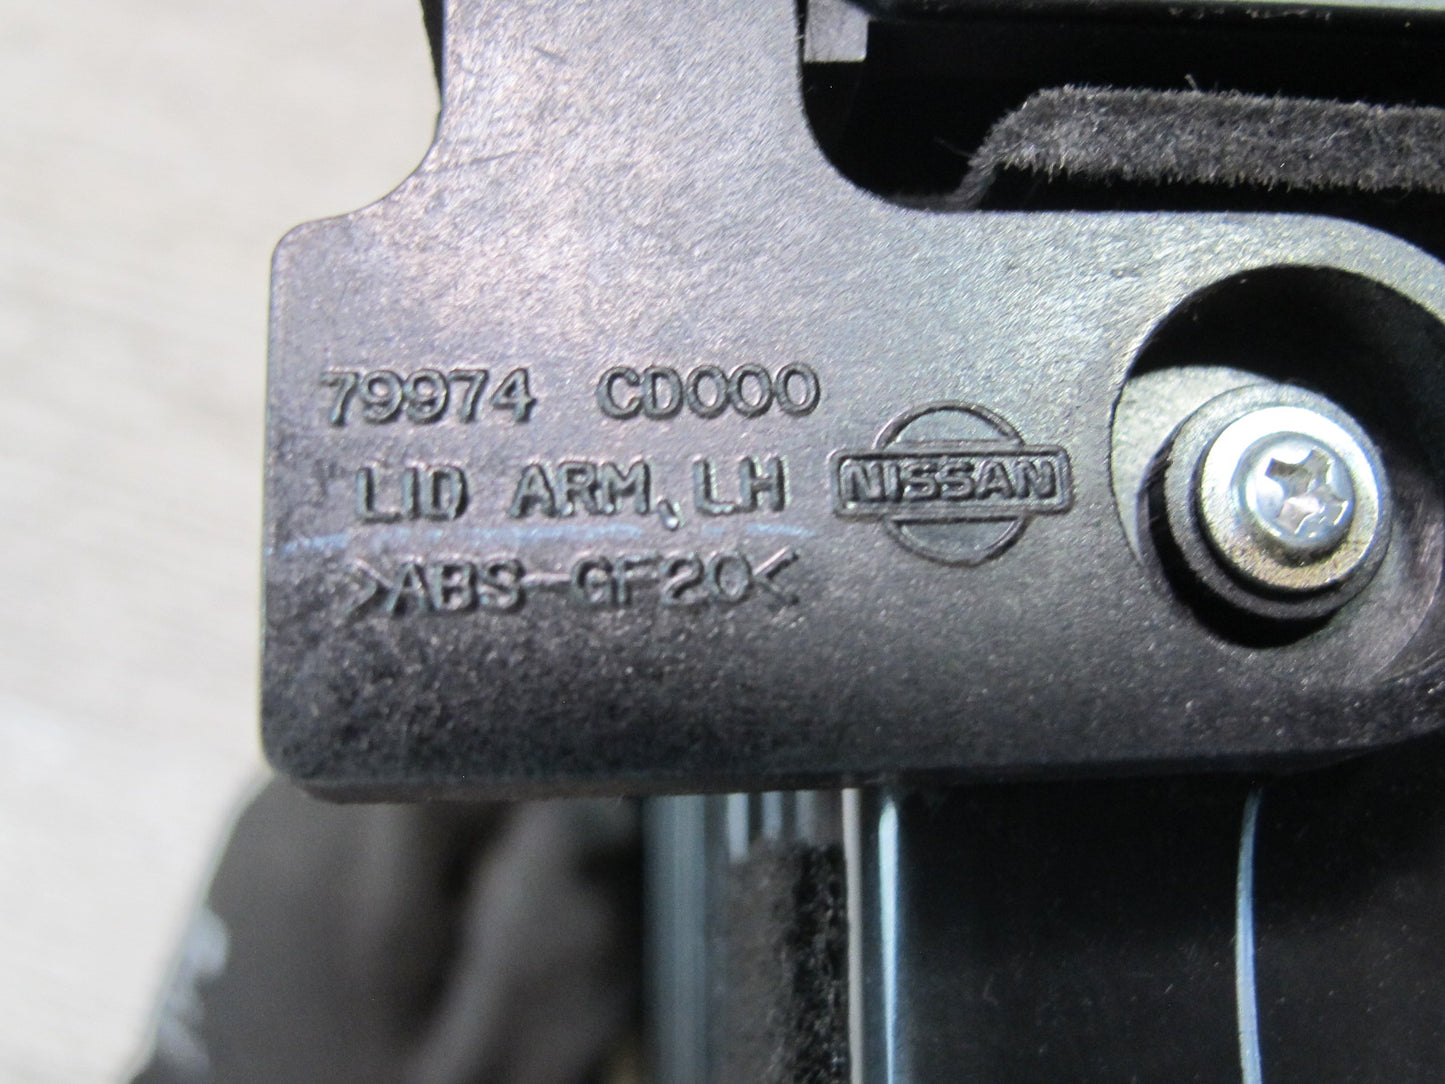 79974 CD000
LID ARM, LH
NISSAN
>ABS-GF20<